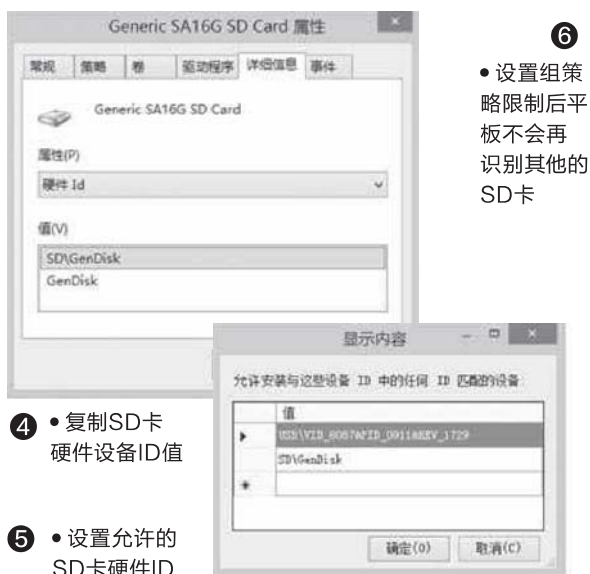 Generic SA16G SD Card 属性
常规 策略 卷 驱动程序 详细信息 事件
Generic SA16G SD Card
属性(P)
硬件 Id
值(V)
SD\GenDisk
GenDisk
❻
• 设置组策
略限制后平
板不会再
识别其他的
SD卡
❹ • 复制SD卡
硬件设备ID值
❺ • 设置允许的
SD卡硬件ID
显示内容
允许安装与这些设备 ID 中的任何 ID 匹配的设备
值
SD\GenDisk
确定(O) 取消(C)